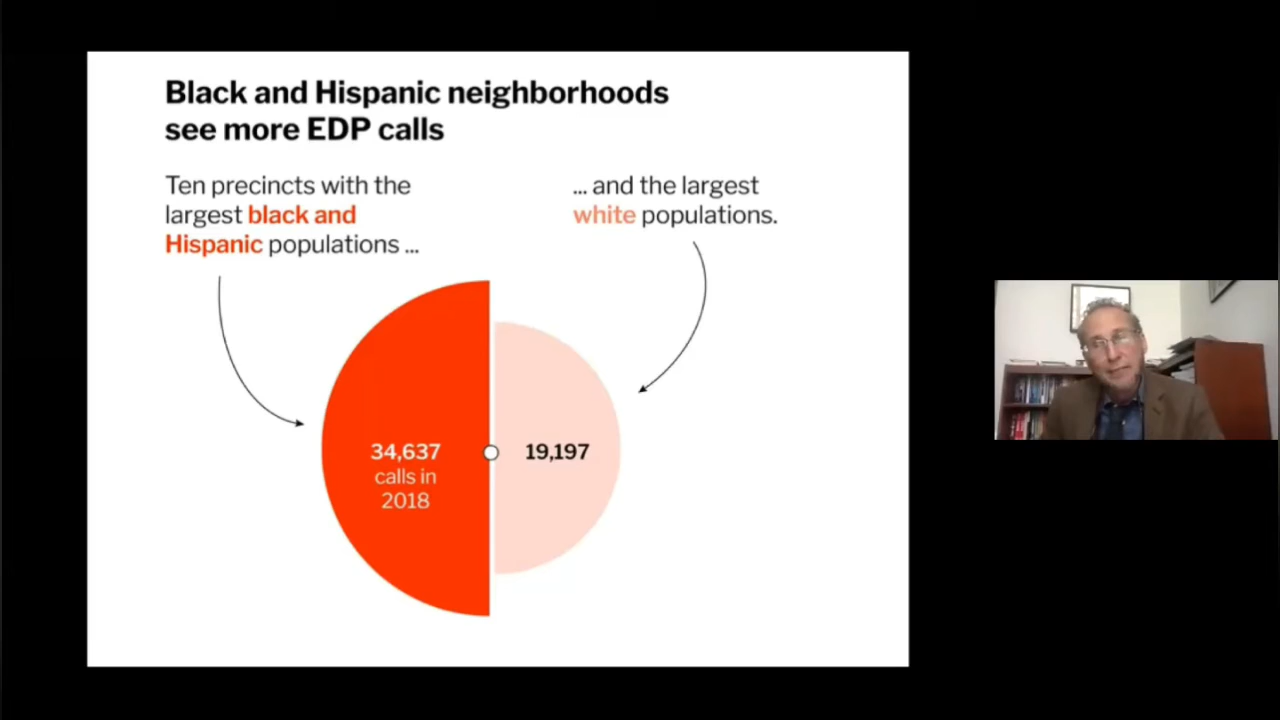 Black and Hispanic neighborhoods
see more EDP calls
Ten precincts with the
largest black and
Hispanic populations ...
... and the largest
white populations.
34,637
calls in
2018
19,197